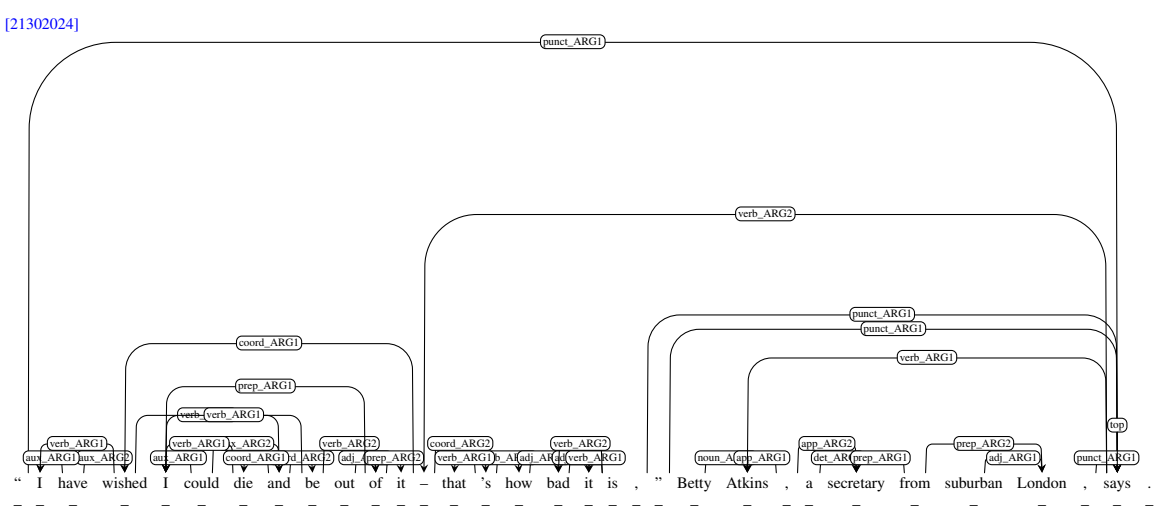 [21302024]
punct_ARG1
verb_ARG2
punct_ARG1
punct_ARG1
coord_ARG1
verb_ARG1
prep_ARG1
verb_ARG1
top
verb_ARG1 verb_ARG1 verb_ARG2 coord_ARG2 verb_ARG2 app_ARG2 prep_ARG2
aux_ARG1 aux_ARG2 aux_ARG1 coord_ARG1 prep_ARG2 verb_ARG1 verb_ARG1 app_ARG1 prep_ARG1 adj_ARG1 punct_ARG1
“ I have wished I could die and be out of it – that 's how bad it is , ” Betty Atkins , a secretary from suburban London , says .
_ _ _ _ _ _ _ _ _ _ _ _ _ _ _ _ _ _ _ _ _ _ _ _ _ _ _ _ _ _ _ _